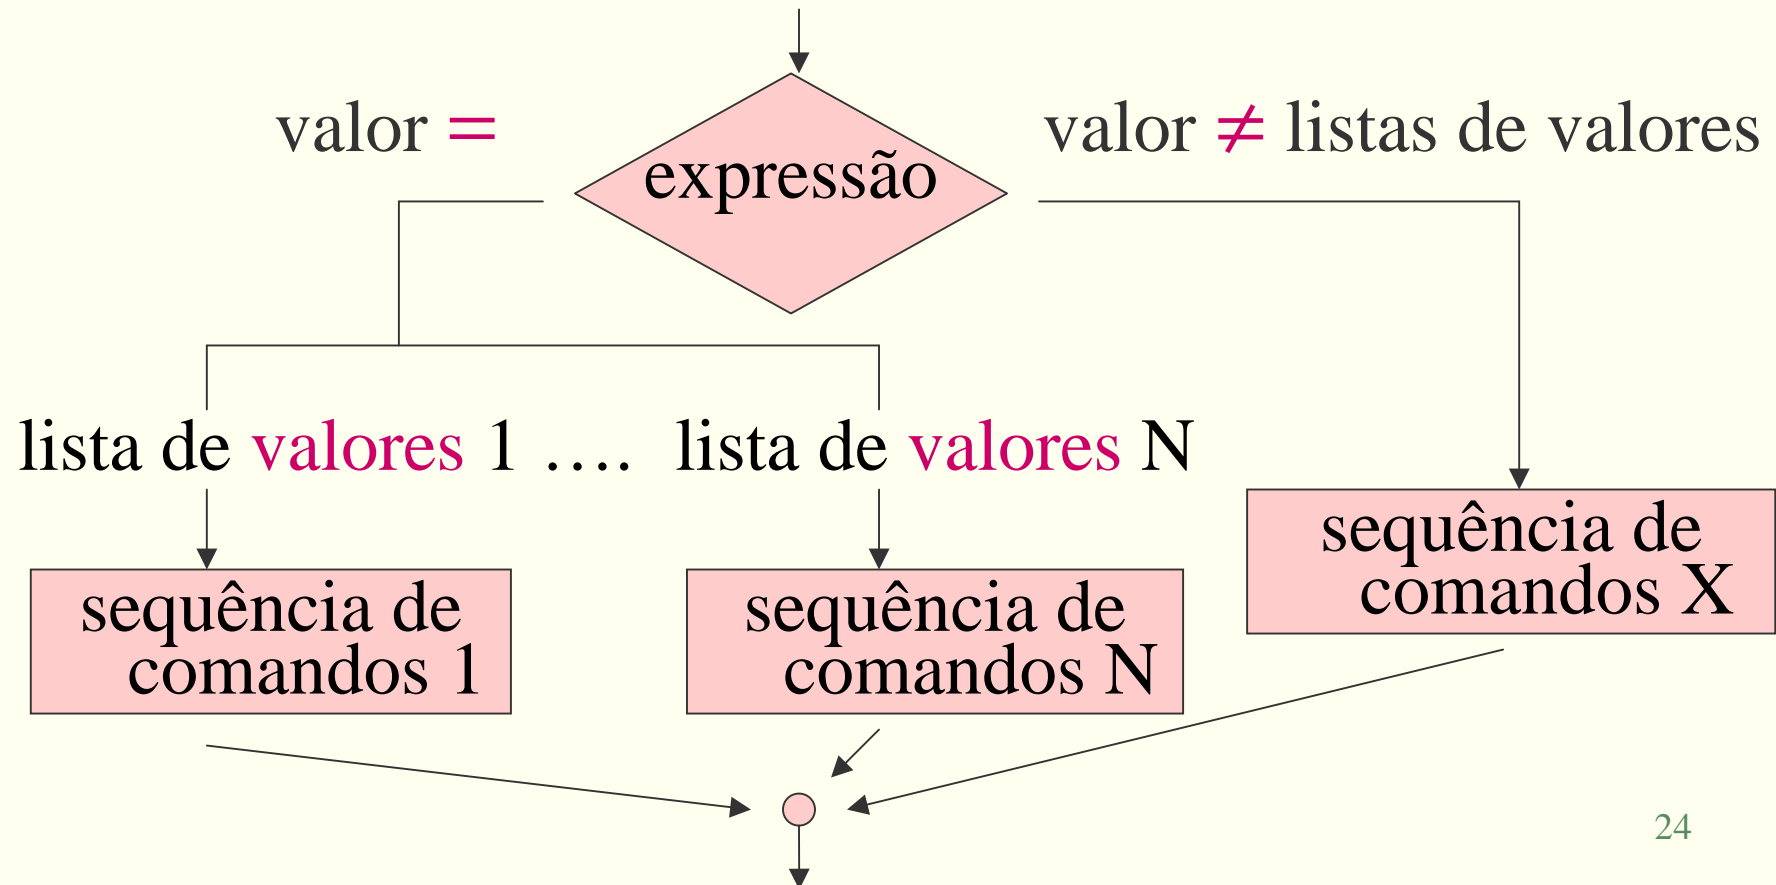 valor =
expressão
valor ≠ listas de valores
lista de valores 1 …. lista de valores N
sequência de
comandos 1
sequência de
comandos N
sequência de
comandos X
24